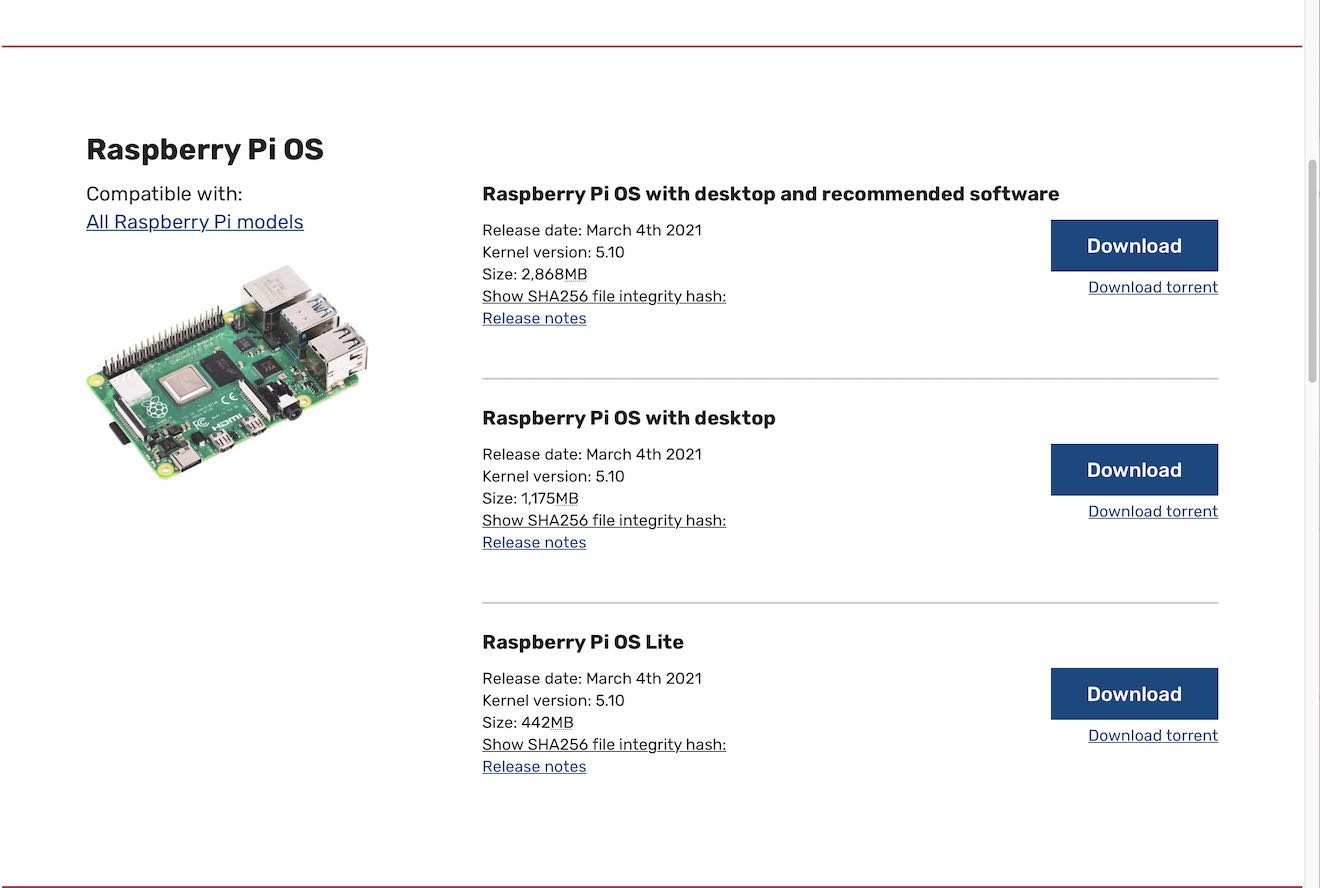 Raspberry Pi OS
Compatible with:
All Raspberry Pi models
HDMI
Raspberry Pi OS with desktop and recommended software
Release date: March 4th 2021
Kernel version: 5.10
Size: 2,868MB
Show SHA256 file integrity hash:
Release notes
Download
Download torrent
Raspberry Pi OS with desktop
Release date: March 4th 2021
Kernel version: 5.10
Size: 1,175MB
Show SHA256 file integrity hash:
Release notes
Download
Download torrent
Raspberry Pi OS Lite
Release date: March 4th 2021
Kernel version: 5.10
Size: 442MB
Show SHA256 file integrity hash:
Release notes
Download
Download torrent